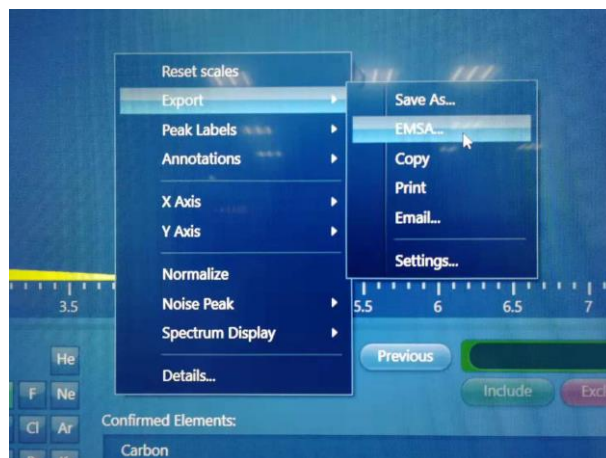 Reset scales
Export
Peak Labels
Annotations
X Axis
Y Axis
Normalize
Noise Peak
Spectrum Display
Details...
Save As...
EMSA...
Copy
Print
Email...
Settings...
3.5
5.5
6
6.5
7
Previous
Include
He
F
Ne
Cl
Ar
Confirmed Elements:
Carbon